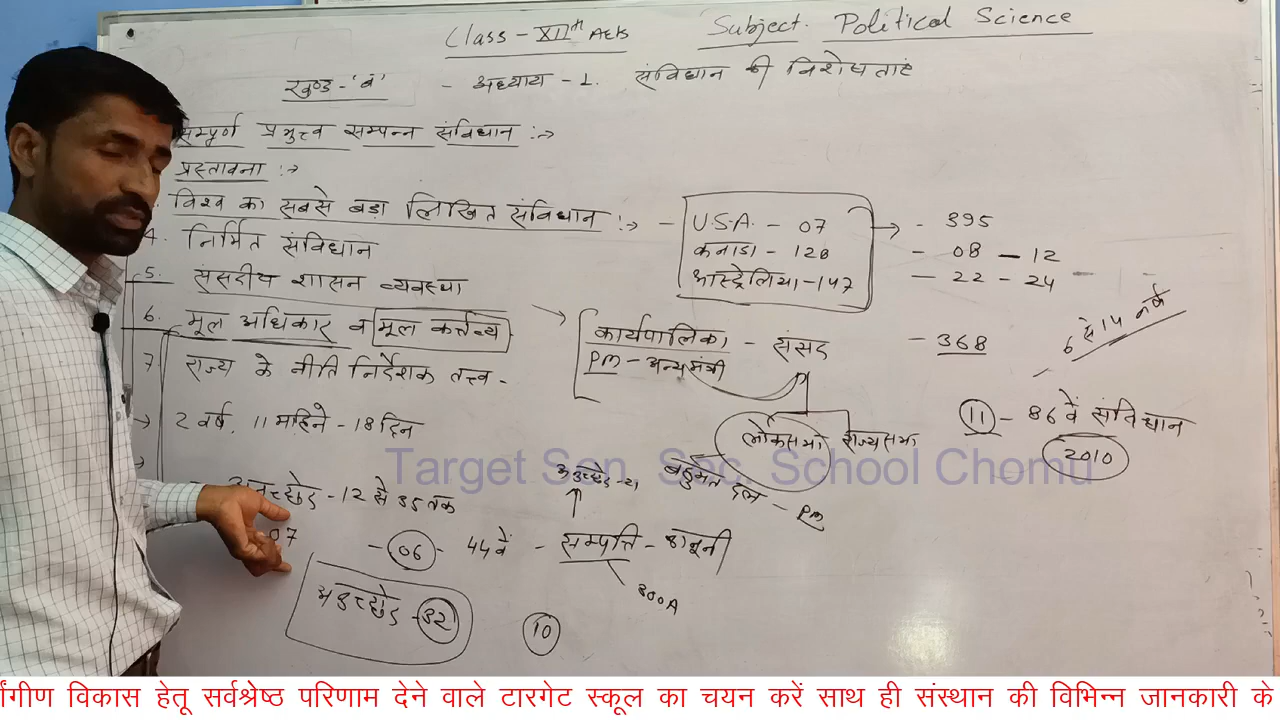 Class - XIIth Arts Subject. Political Science
खण्ड-'ब' - अध्याय - 1. संविधान की विशेषताएं
सम्पूर्ण प्रभुत्व सम्पन्न संविधान :→
प्रस्तावना :→
विश्व का सबसे बड़ा लिखित संविधान :→ -
U.S.A. - 07 → - 395
कनाडा - 128 - 08 - 12
आस्ट्रेलिया - 147 - 22 - 24
4. निर्मित संविधान
5. संसदीय शासन व्यवस्था
6. मूल अधिकार व मूल कर्त्तव्य
7. राज्य के नीति निर्देशक तत्त्व -
→ कार्यपालिका - संसद - 368
PM - अन्य मंत्री
6 से 14 वर्ष
लोकसभा राज्यसभा
बहुमत दल - PM
11 - 86 वें संविधान
2010
→ 2 वर्ष, 11 महिने - 18 दिन
Target Sen. Sec. School Chomu
अनुच्छेद - 12 से 35 तक
07 - 06 - 44 वें - सम्पत्ति - कानूनी
300A
अनुच्छेद - 32
10
र्वांगीण विकास हेतू सर्वश्रेष्ठ परिणाम देने वाले टारगेट स्कूल का चयन करें साथ ही संस्थान की विभिन्न जानकारी के